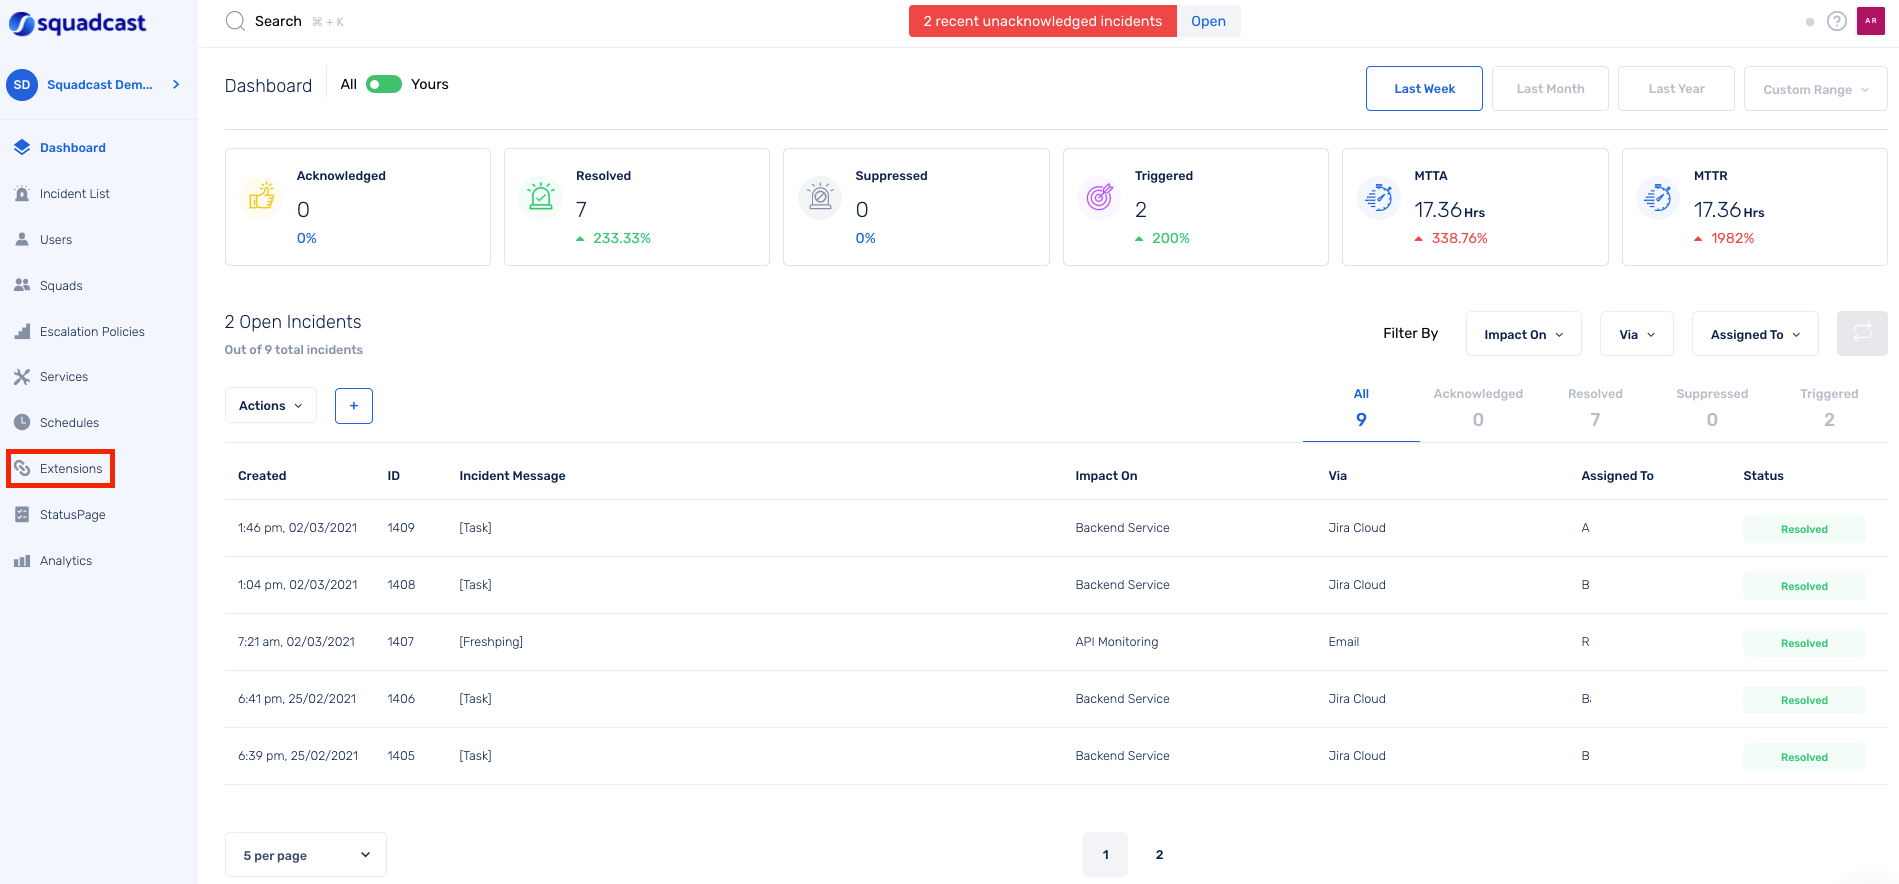 squadcast
Search ⌘ + K
2 recent unacknowledged incidents Open
? AR
SD Squadcast Dem...
Dashboard
Incident List
Users
Squads
Escalation Policies
Services
Schedules
Extensions
StatusPage
Analytics
Dashboard All Yours
Last Week Last Month Last Year Custom Range
Acknowledged
0
0%
Resolved
7
233.33%
Suppressed
0
0%
Triggered
2
200%
MTTA
17.36 Hrs
338.76%
MTTR
17.36 Hrs
1982%
2 Open Incidents
Out of 9 total incidents
Filter By Impact On Via Assigned To
Actions +
All Acknowledged Resolved Suppressed Triggered
9 0 7 0 2
Created ID Incident Message Impact On Via Assigned To Status
1:46 pm, 02/03/2021 1409 [Task] Backend Service Jira Cloud A Resolved
1:04 pm, 02/03/2021 1408 [Task] Backend Service Jira Cloud B Resolved
7:21 am, 02/03/2021 1407 [Freshping] API Monitoring Email R Resolved
6:41 pm, 25/02/2021 1406 [Task] Backend Service Jira Cloud B Resolved
6:39 pm, 25/02/2021 1405 [Task] Backend Service Jira Cloud B Resolved
5 per page 1 2